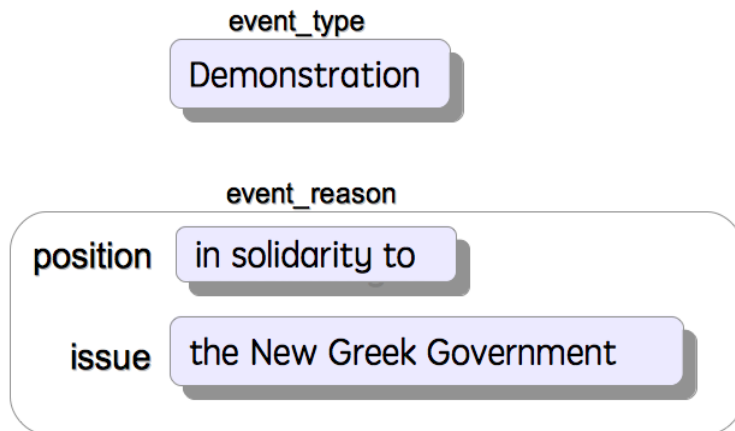 event_type
Demonstration
event_reason
position in solidarity to
issue the New Greek Government